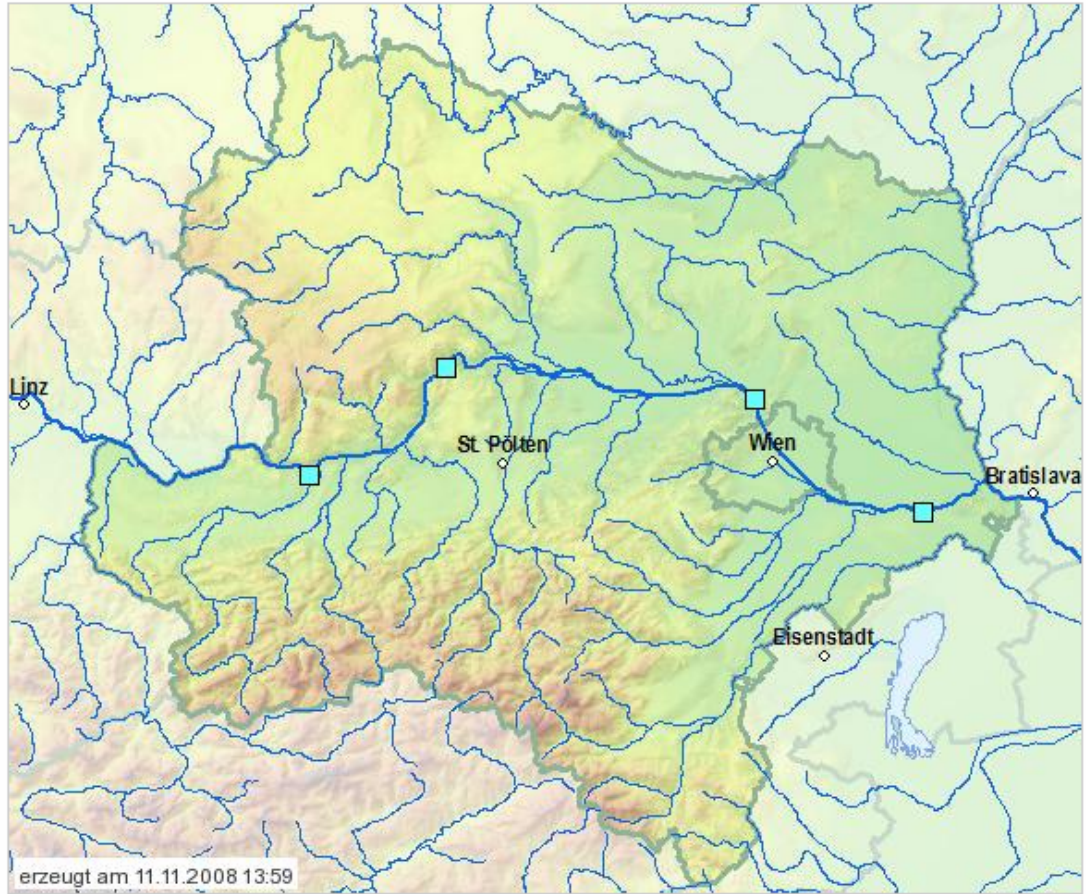 Linz
St. Pölten
Wien
Bratislava
Eisenstadt
erzeugt am 11.11.2008 13:59